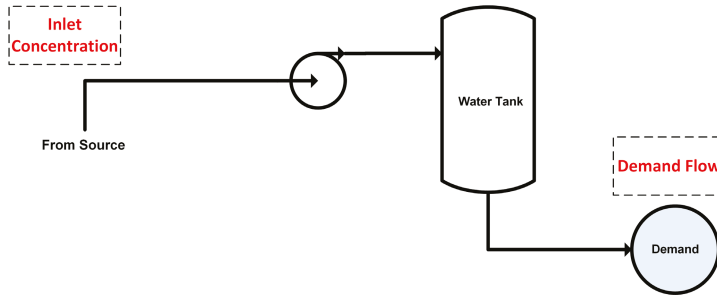 Inlet
Concentration
From Source
Water Tank
Demand Flow
Demand